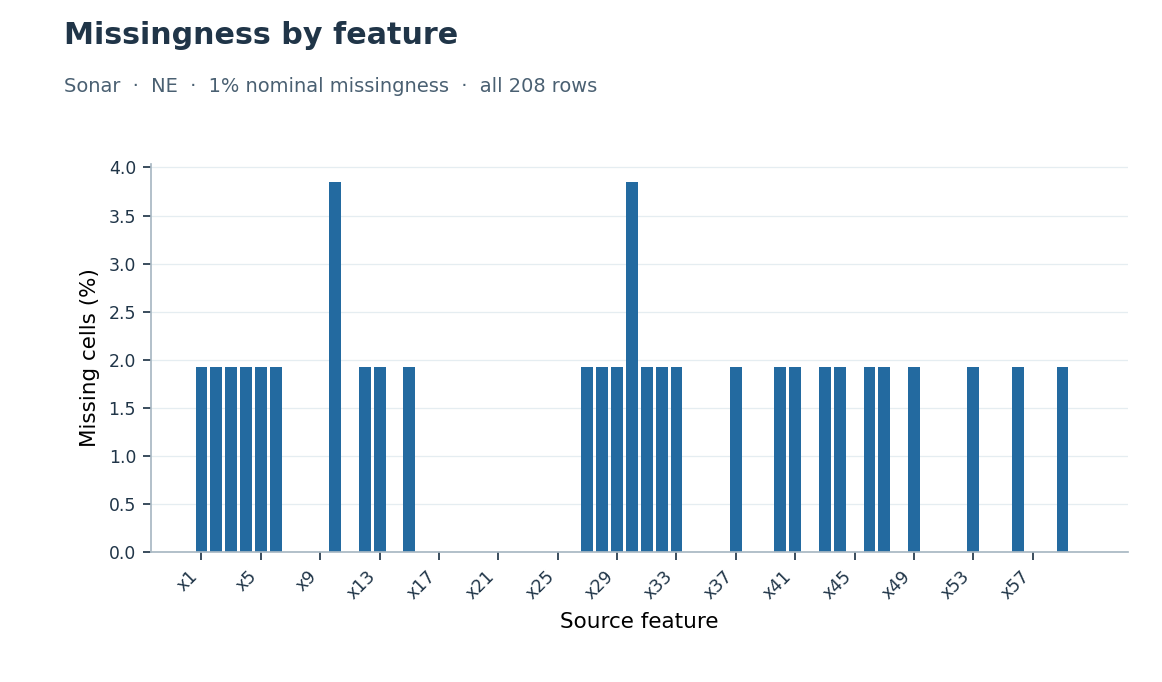 Missingness by feature
Sonar · NE · 1% nominal missingness · all 208 rows
4.0
3.5
3.0
2.5
2.0
1.5
1.0
0.5
0.0
Missing cells (%)
x1 x5 x9 x13 x17 x21 x25 x29 x33 x37 x41 x45 x49 x53 x57
Source feature